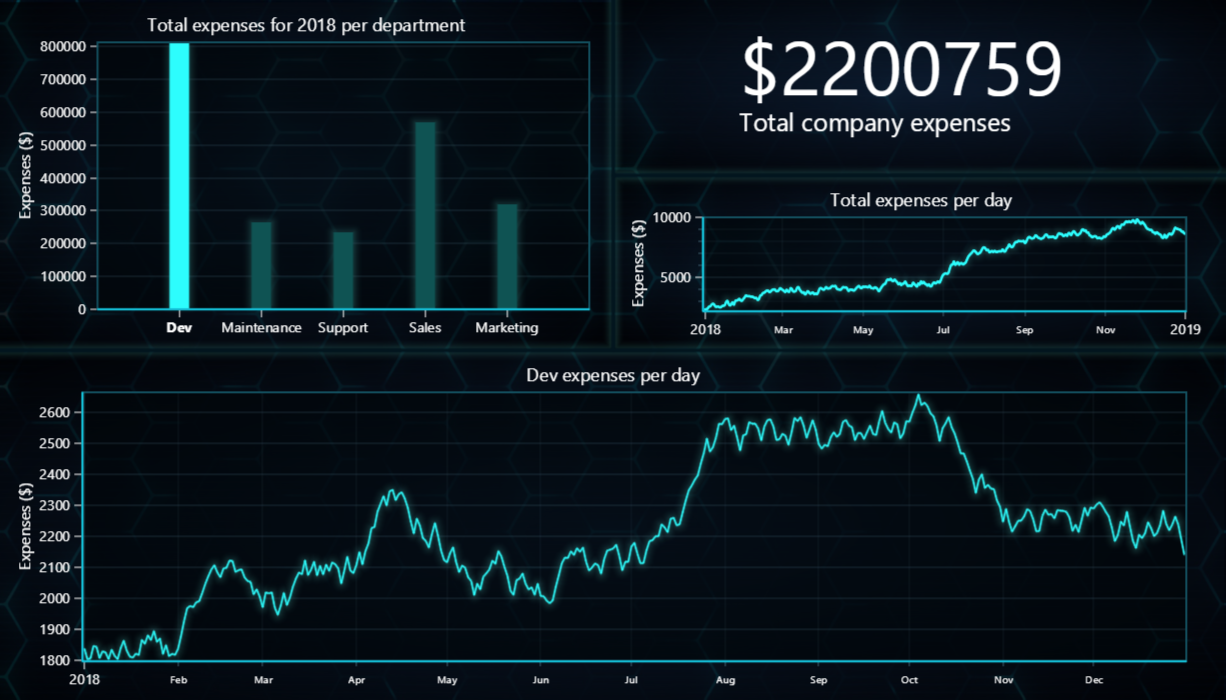 Total expenses for 2018 per department
Expenses ($)
800000
700000
600000
500000
400000
300000
200000
100000
0
Dev Maintenance Support Sales Marketing
$2200759
Total company expenses
Total expenses per day
Expenses ($)
10000
5000
2018 Mar May Jul Sep Nov 2019
Dev expenses per day
Expenses ($)
2600
2500
2400
2300
2200
2100
2000
1900
1800
2018 Feb Mar Apr May Jun Jul Aug Sep Oct Nov Dec